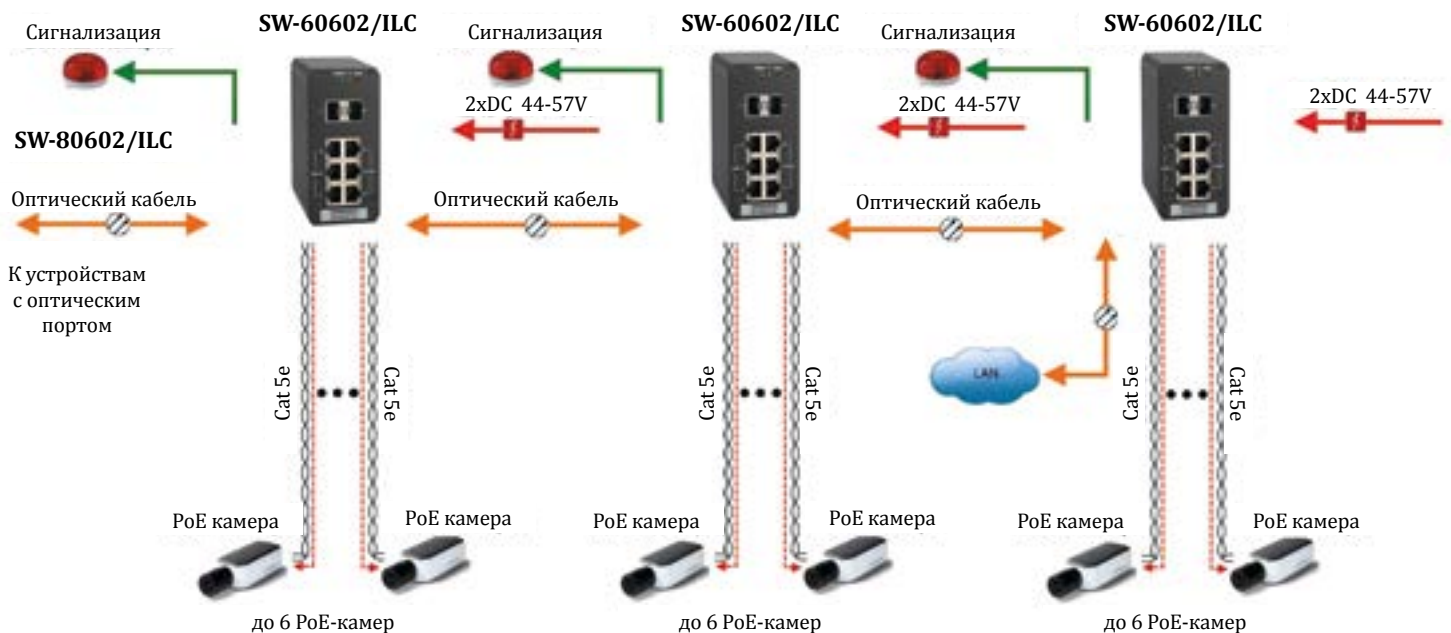 SW-60602/ILC
SW-60602/ILC
SW-60602/ILC
Сигнализация
Сигнализация
Сигнализация
2xDC 44-57V
2xDC 44-57V
2xDC 44-57V
SW-80602/ILC
Оптический кабель
Оптический кабель
Оптический кабель
К устройствам
с оптическим
портом
LAN
Cat 5e
Cat 5e
Cat 5e
Cat 5e
Cat 5e
Cat 5e
PoE камера
PoE камера
PoE камера
PoE камера
PoE камера
PoE камера
до 6 PoE-камер
до 6 PoE-камер
до 6 PoE-камер